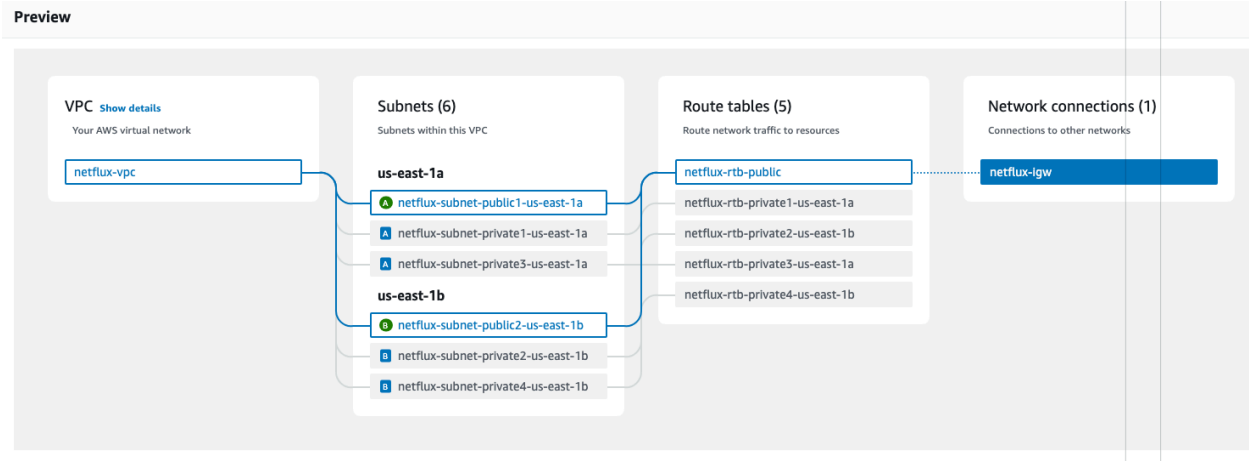 Preview
VPC Show details
Your AWS virtual network
netflux-vpc
Subnets (6)
Subnets within this VPC
us-east-1a
A netflux-subnet-public1-us-east-1a
A netflux-subnet-private1-us-east-1a
A netflux-subnet-private3-us-east-1a
us-east-1b
B netflux-subnet-public2-us-east-1b
B netflux-subnet-private2-us-east-1b
B netflux-subnet-private4-us-east-1b
Route tables (5)
Route network traffic to resources
netflux-rtb-public
netflux-rtb-private1-us-east-1a
netflux-rtb-private2-us-east-1b
netflux-rtb-private3-us-east-1a
netflux-rtb-private4-us-east-1b
Network connections (1)
Connections to other networks
netflux-igw